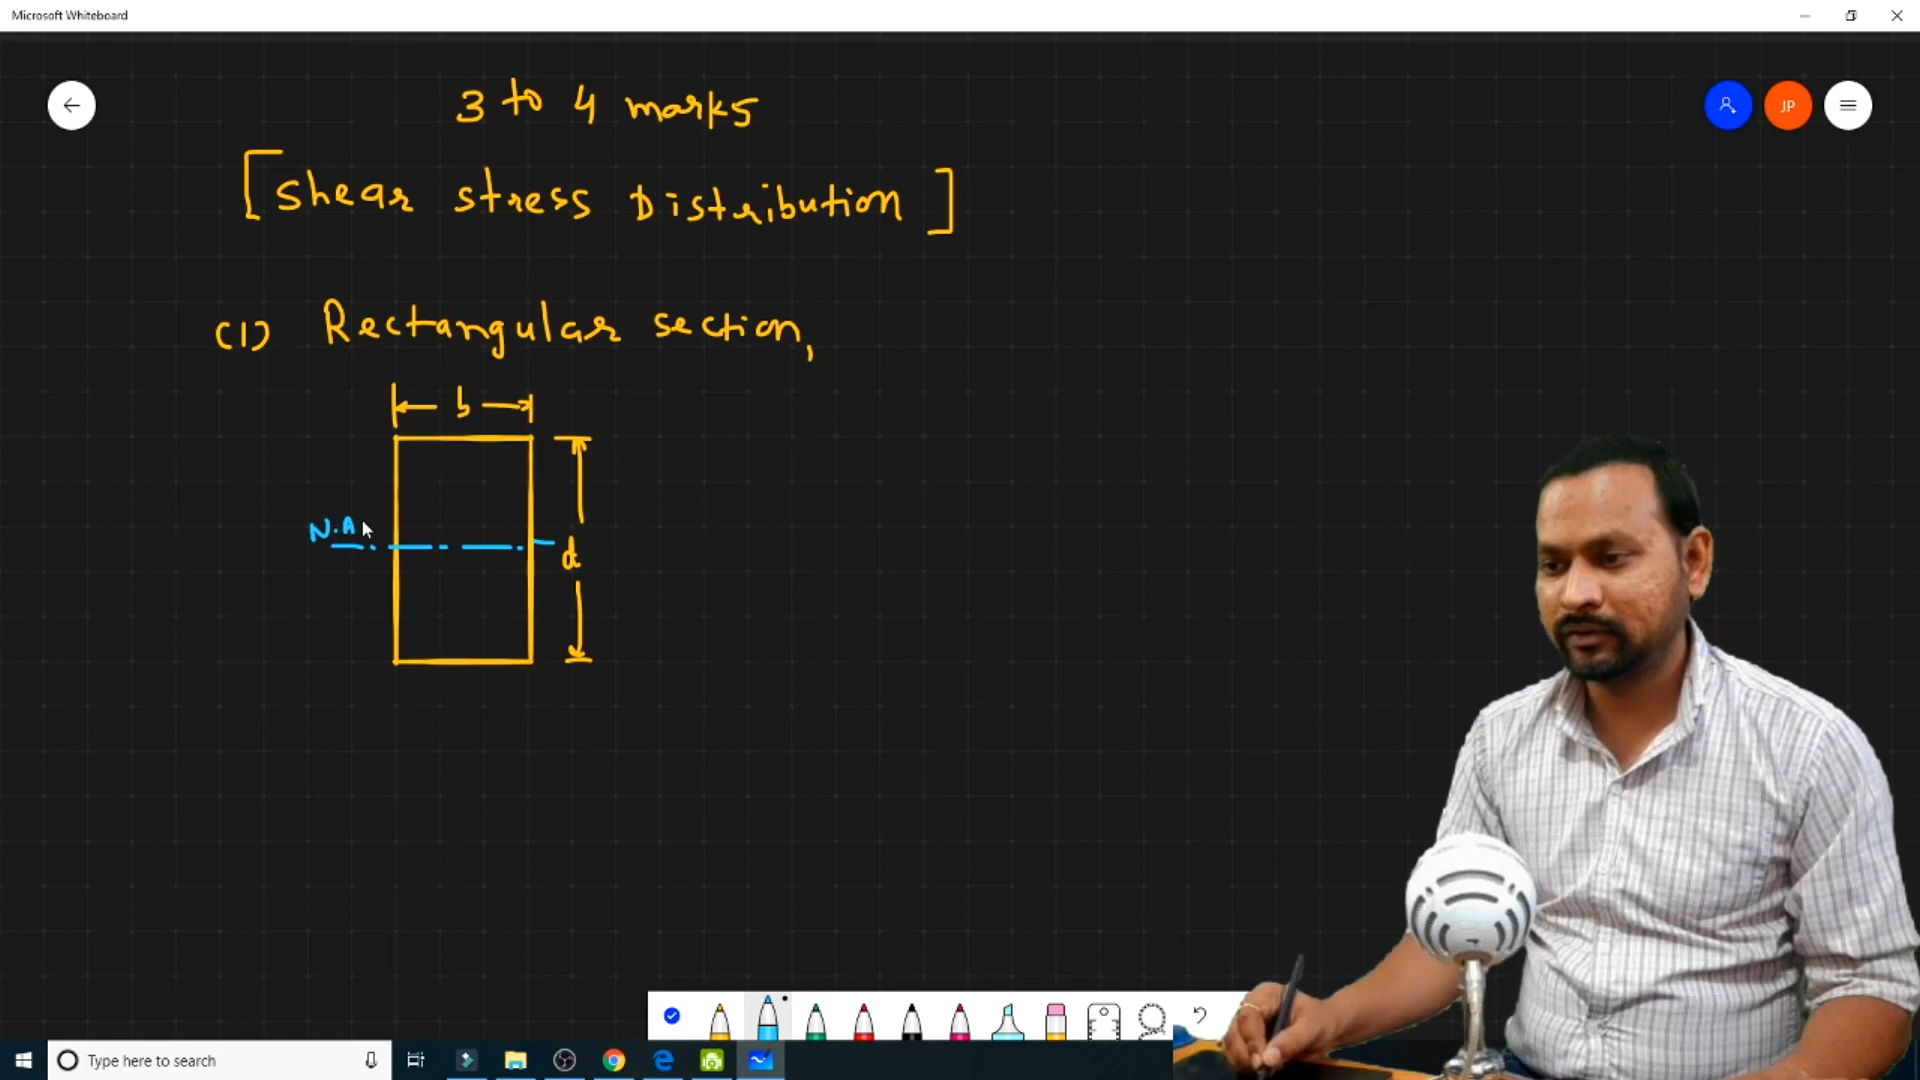 Microsoft Whiteboard
3 to 4 marks
[Shear stress Distribution]
JP
(1) Rectangular section,
b
N.A
d
Type here to search